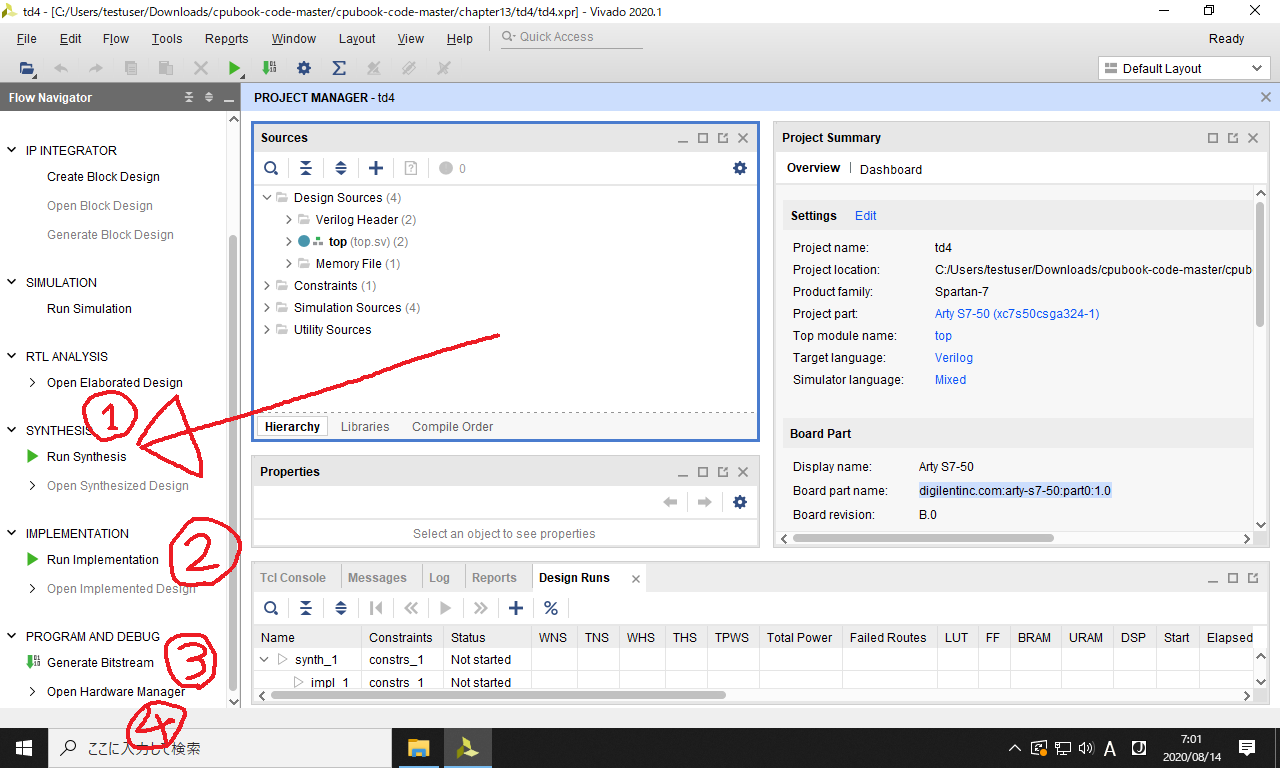 td4 - [C:/Users/testuser/Downloads/cpubook-code-master/cpubook-code-master/chapter13/td4/td4.xpr] - Vivado 2020.1
File Edit Flow Tools Reports Window Layout View Help Quick Access Ready
Default Layout
Flow Navigator
IP INTEGRATOR
Create Block Design
Open Block Design
Generate Block Design
SIMULATION
Run Simulation
RTL ANALYSIS
Open Elaborated Design
1
SYNTHESIS
Run Synthesis
Open Synthesized Design
IMPLEMENTATION
Run Implementation
2
Open Implemented Design
PROGRAM AND DEBUG
Generate Bitstream
3
Open Hardware Manager
4
PROJECT MANAGER - td4
Sources
0
Design Sources (4)
Verilog Header (2)
top (top.sv) (2)
Memory File (1)
Constraints (1)
Simulation Sources (4)
Utility Sources
Hierarchy Libraries Compile Order
Properties
Select an object to see properties
Project Summary
Overview Dashboard
Settings Edit
Project name: td4
Project location: C:/Users/testuser/Downloads/cpubook-code-master/cpub
Product family: Spartan-7
Project part: Arty S7-50 (xc7s50csga324-1)
Top module name: top
Target language: Verilog
Simulator language: Mixed
Board Part
Display name: Arty S7-50
Board part name: digilentinc.com:arty-s7-50:part0:1.0
Board revision: B.0
Tcl Console Messages Log Reports Design Runs
Name Constraints Status WNS TNS WHS THS TPWS Total Power Failed Routes LUT FF BRAM URAM DSP Start Elapsed
synth_1 constrs_1 Not started
impl_1 constrs_1 Not started
ここに入力して検索
A
7:01
2020/08/14